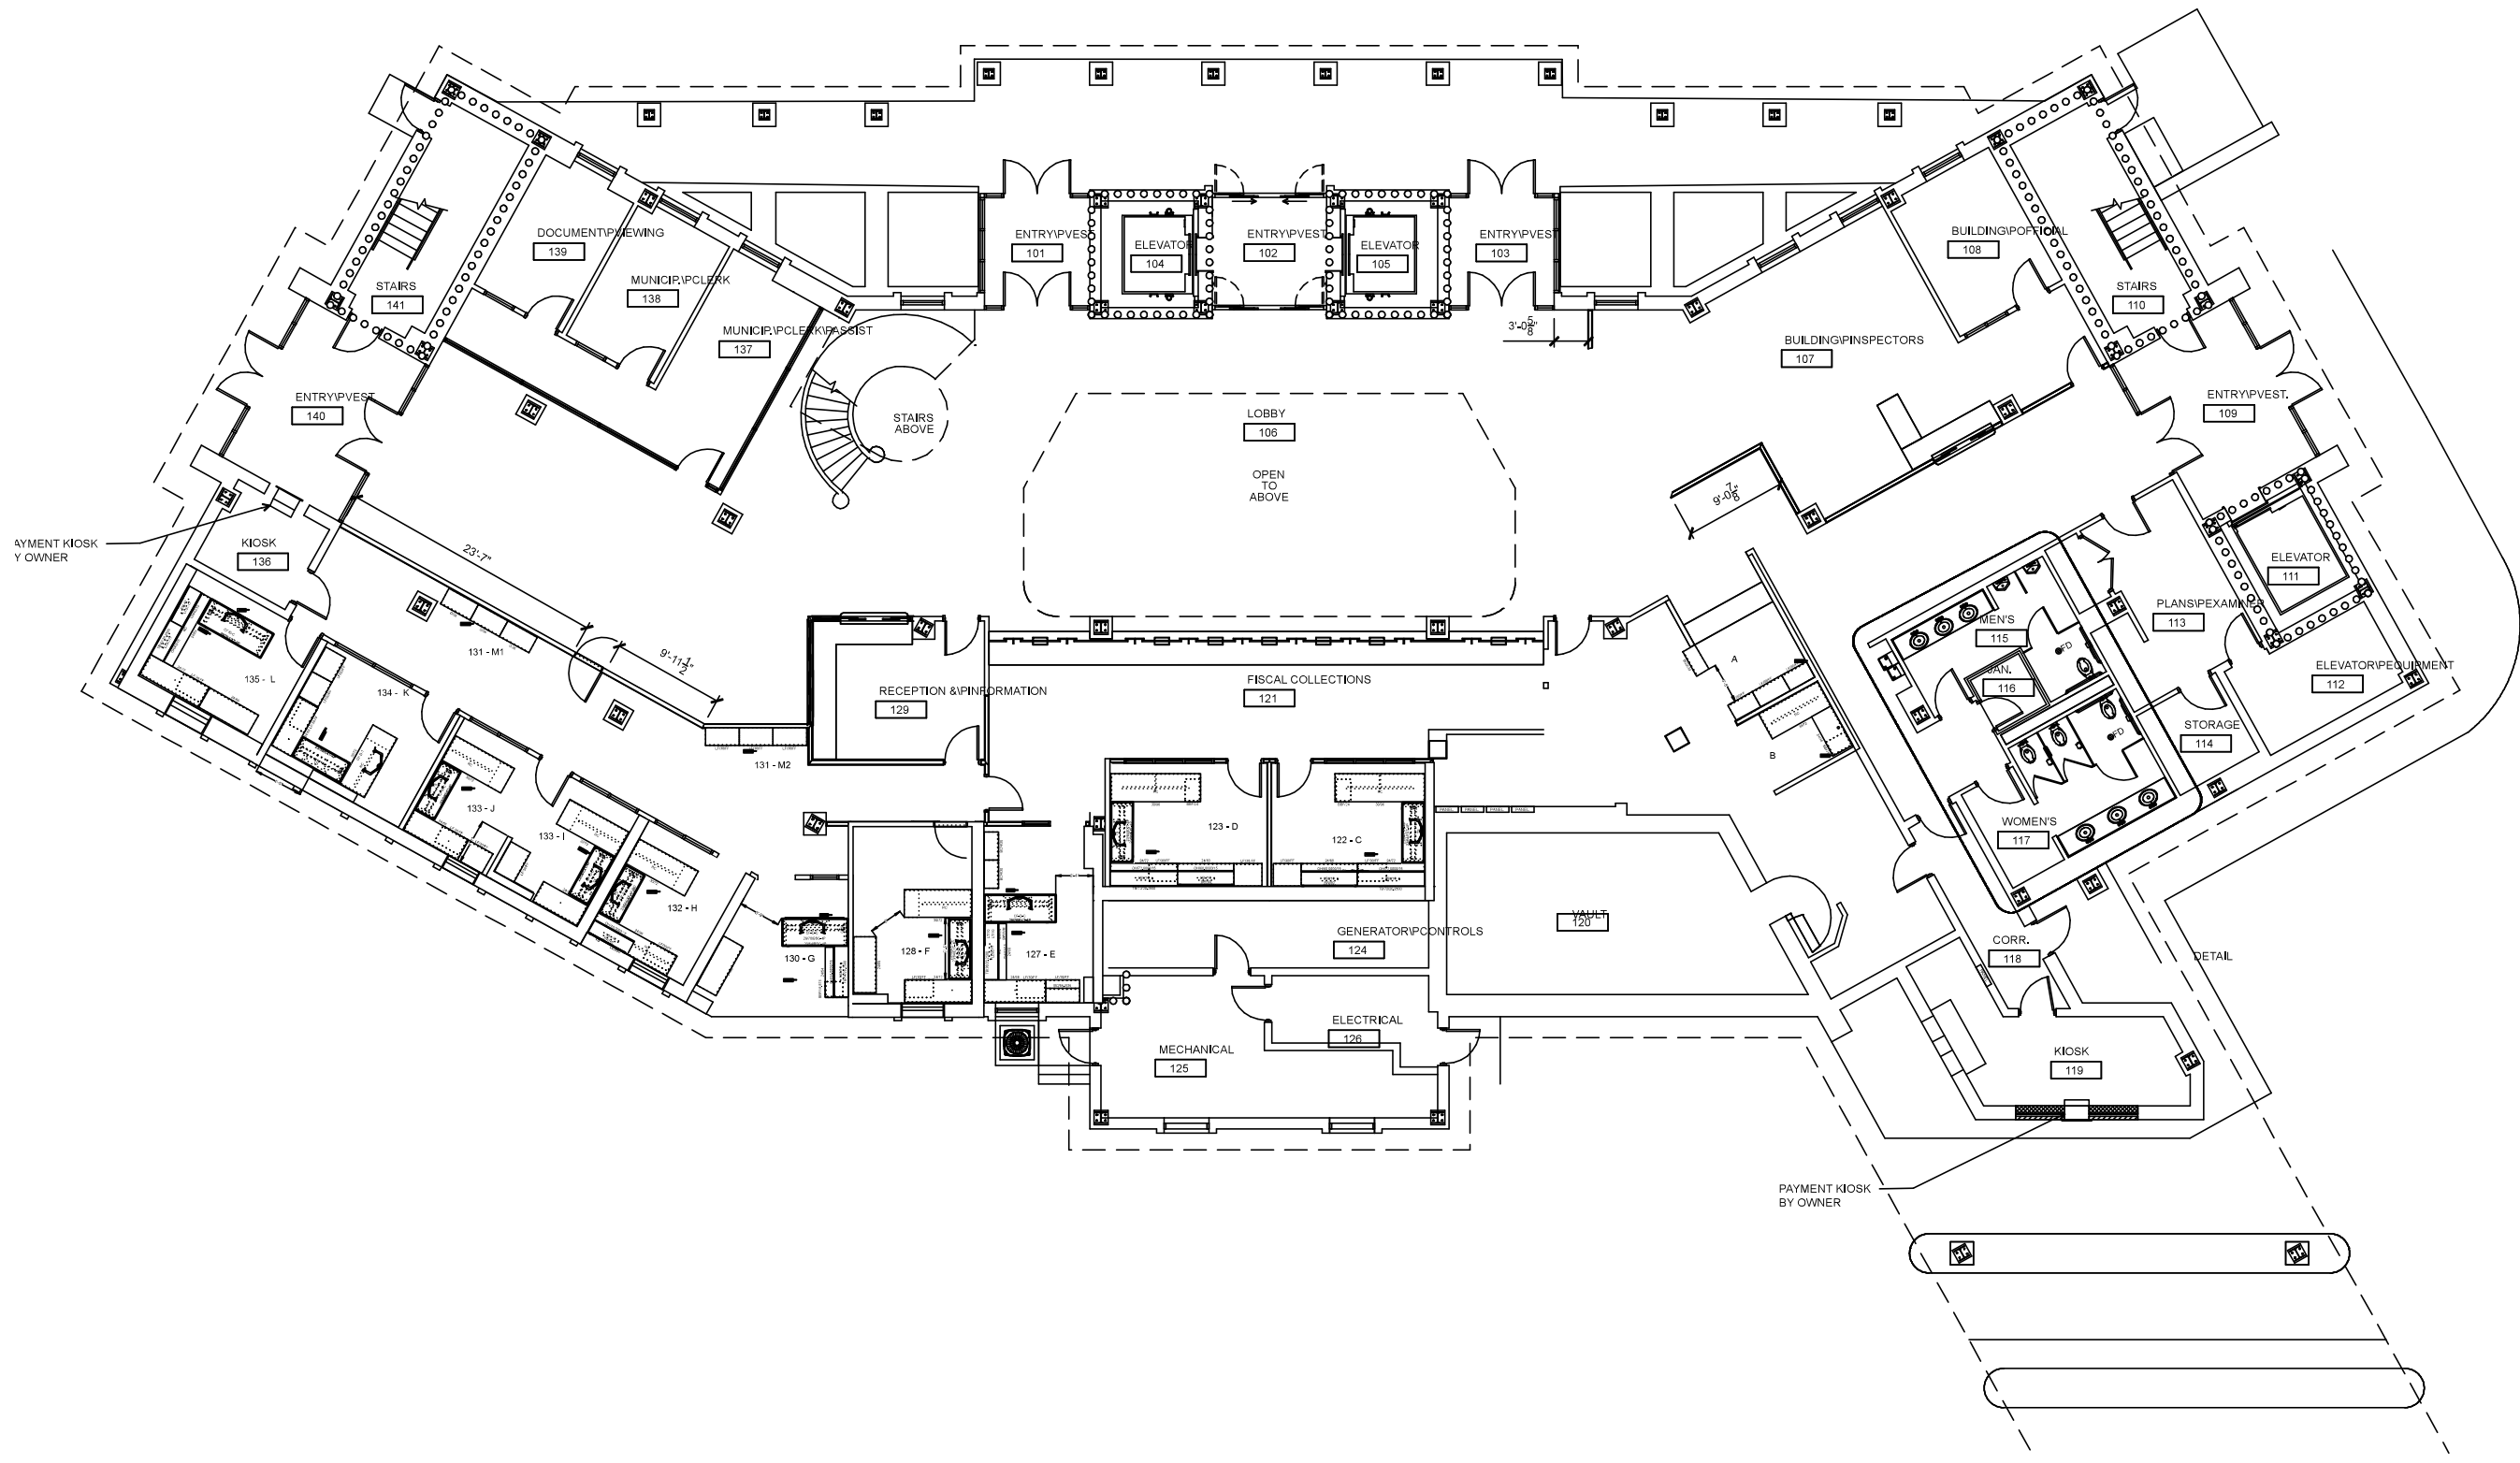 DOCUMENT\PVIEWING
139
MUNICIP.\PCLERK
138
STAIRS
141
MUNICIP.\PCLERK\PASSIST
137
ENTRY\PVEST
101
ELEVATOR
104
ENTRY\PVEST
102
ELEVATOR
105
ENTRY\PVEST
103
BUILDING\POFFICIAL
108
STAIRS
110
3'-0 5/8"
BUILDING\PINSPECTORS
107
ENTRY\PVEST
140
ENTRY\PVEST.
109
STAIRS
ABOVE
LOBBY
106
OPEN
TO
ABOVE
9'-0 7/8"
AYMENT KIOSK
Y OWNER
KIOSK
136
23'-7"
ELEVATOR
111
PLANS\PEXAMINER
113
MEN'S
115
FD
131 - M1
9'-11 1/2"
135 - L
134 - K
RECEPTION &\PINFORMATION
129
FISCAL COLLECTIONS
121
A
JAN.
116
ELEVATOR\PEQUIPMENT
112
STORAGE
114
FD
131 - M2
B
133 - J
133 - I
123 - D
122 - C
PANEL PANEL PANEL PANEL
WOMEN'S
117
132 - H
VAULT
120
GENERATOR\PCONTROLS
124
130 - G
128 - F
127 - E
CORR.
118
DETAIL
ELECTRICAL
126
MECHANICAL
125
KIOSK
119
PAYMENT KIOSK
BY OWNER